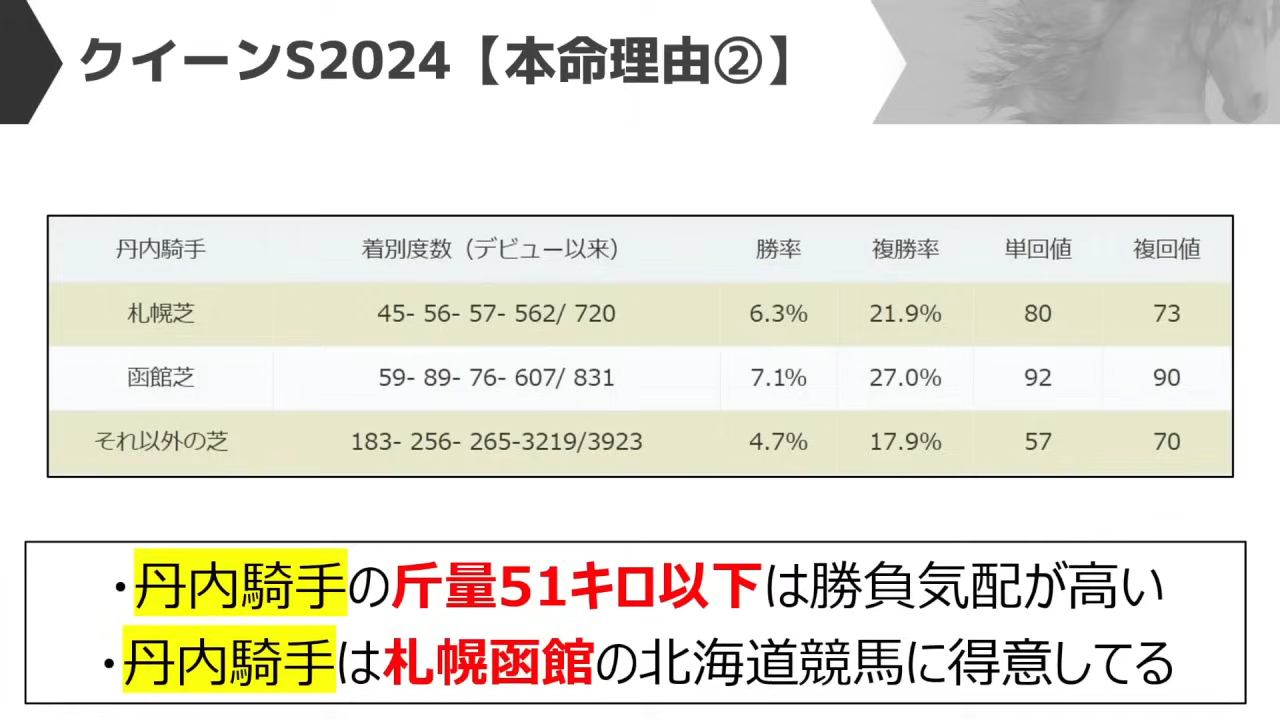 クイーンS2024【本命理由②】
丹内騎手 着別度数（デビュー以来） 勝率 複勝率 単回値 複回値
札幌芝 45- 56- 57- 562/ 720 6.3% 21.9% 80 73
函館芝 59- 89- 76- 607/ 831 7.1% 27.0% 92 90
それ以外の芝 183- 256- 265-3219/3923 4.7% 17.9% 57 70
・丹内騎手の斤量51キロ以下は勝負気配が高い
・丹内騎手は札幌函館の北海道競馬に得意してる